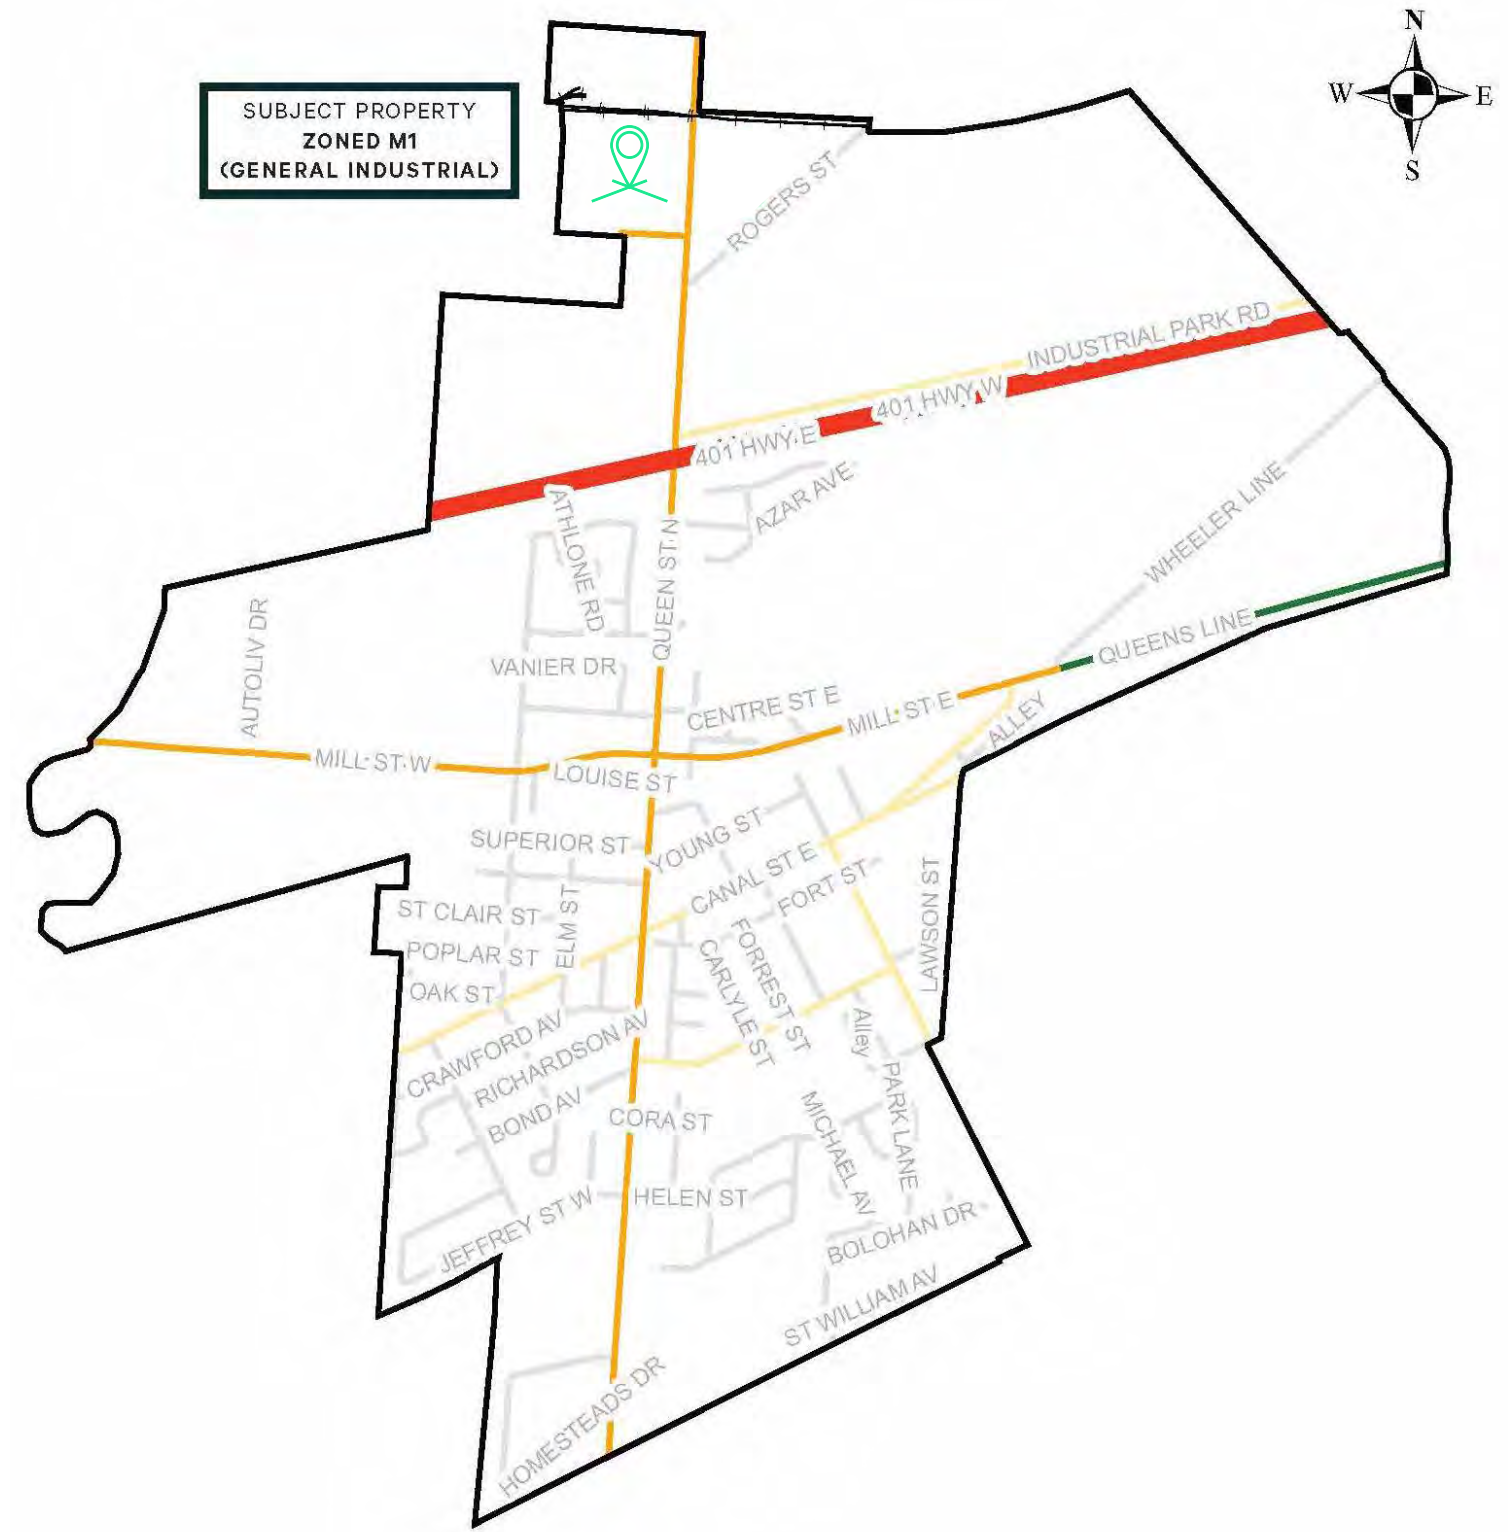 N
W
E
S
SUBJECT PROPERTY
ZONED M1
(GENERAL INDUSTRIAL)
ROGERS ST
INDUSTRIAL PARK RD
401 HWY W
401 HWY E
AZAR AVE
ATHLONE RD
QUEEN ST N
WHEELER LINE
AUTOLIV DR
QUEENS LINE
VANIER DR
CENTRE ST E
MILL ST E
ALLEY
MILL ST W
LOUISE ST
SUPERIOR ST
YOUNG ST
CANAL ST E
FORT ST
LAWSON ST
ST CLAIR ST
ELM ST
POPLAR ST
OAK ST
FORREST ST
CARLYLE ST
CRAWFORD AV
RICHARDSON AV
BOND AV
Alley
PARK LANE
CORA ST
MICHAEL AV
HELEN ST
JEFFREY ST W
BOLOHAN DR
ST WILLIAM AV
HOMESTEADS DR